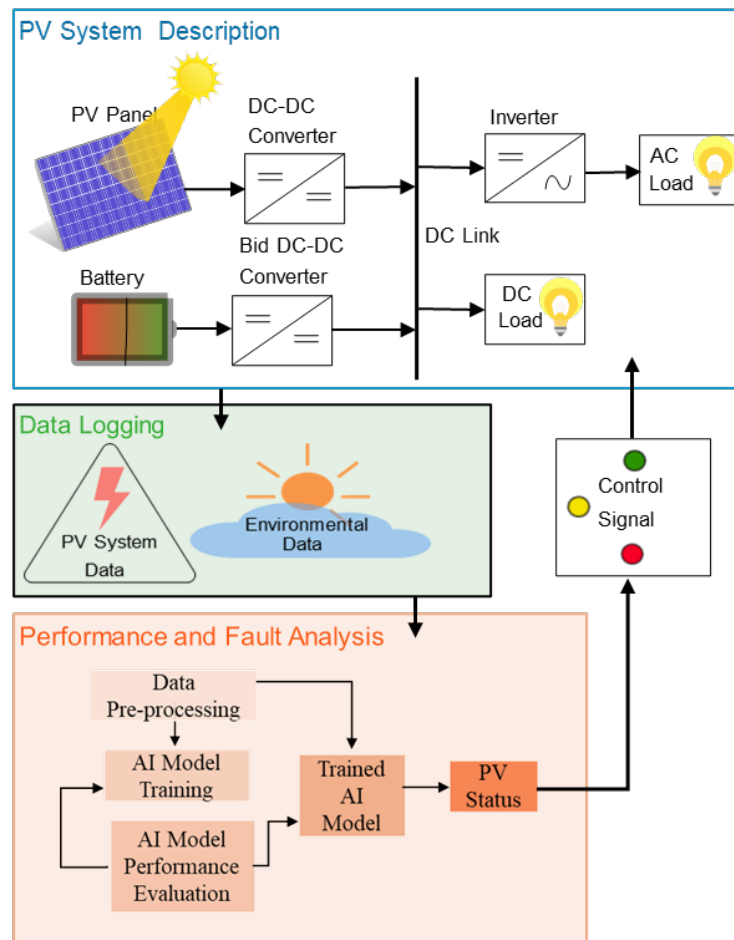 PV System Description
PV Panel
DC-DC
Converter
Inverter
AC
Load
DC Link
Bid DC-DC
Converter
Battery
DC
Load
Data Logging
PV System
Data
Environmental
Data
Control
Signal
Performance and Fault Analysis
Data
Pre-processing
AI Model
Training
Trained
AI
Model
PV
Status
AI Model
Performance
Evaluation